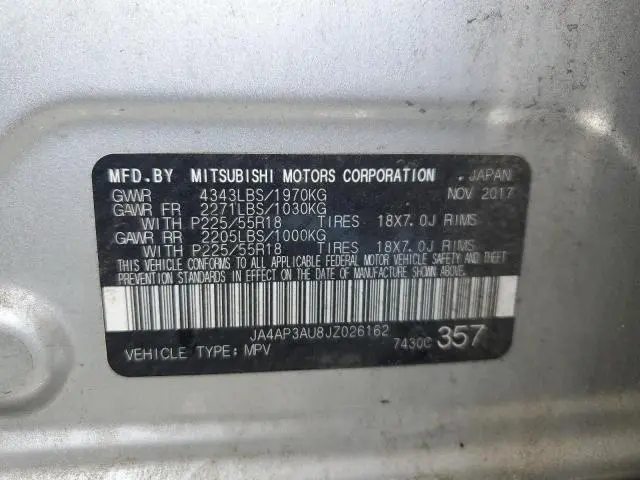 MFD.BY MITSUBISHI MOTORS CORPORATION , JAPAN
GVWR 4343LBS/1970KG NOV 2017
GAWR FR 2271LBS/1030KG
WITH P225/55R18 TIRES 18X7.0J RIMS
GAWR RR 2205LBS/1000KG
WITH P225/55R18 TIRES 18X7.0J RIMS
THIS VEHICLE CONFORMS TO ALL APPLICABLE FEDERAL MOTOR VEHICLE SAFETY AND THEFT
PREVENTION STANDARDS IN EFFECT ON THE DATE OF MANUFACTURE SHOWN ABOVE.
JA4AP3AU8JZ026162
VEHICLE TYPE: MPV 7430C 357